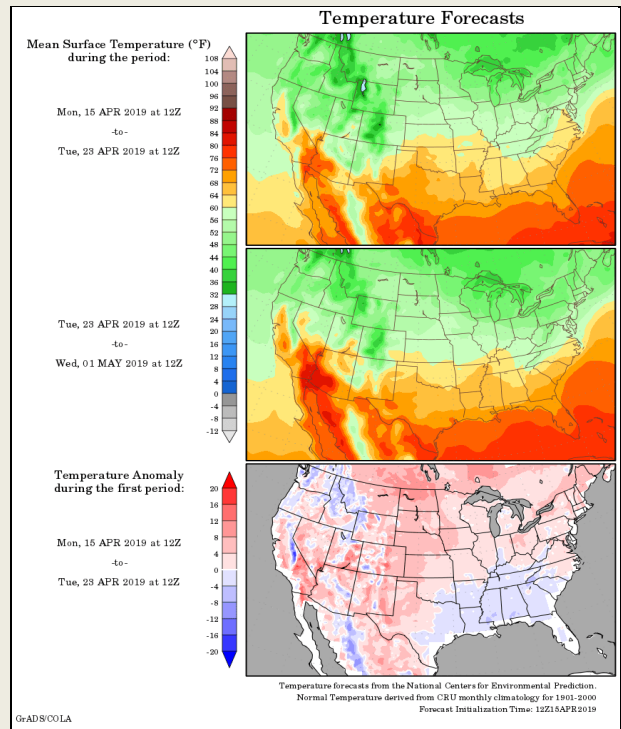 Temperature Forecasts
Mean Surface Temperature (°F)
during the period:
Mon, 15 APR 2019 at 12Z
-to-
Tue, 23 APR 2019 at 12Z
108
104
100
96
92
88
84
80
76
72
68
64
60
56
52
48
44
40
36
32
28
24
20
16
12
8
4
0
-4
-8
-12
Tue, 23 APR 2019 at 12Z
-to-
Wed, 01 MAY 2019 at 12Z
Temperature Anomaly
during the first period:
Mon, 15 APR 2019 at 12Z
-to-
Tue, 23 APR 2019 at 12Z
20
16
12
8
4
0
-4
-8
-12
-16
-20
Temperature forecasts from the National Centers for Environmental Prediction.
Normal Temperature derived from CRU monthly climatology for 1901-2000
Forecast Initialization Time: 12Z15APR2019
GrADS/COLA